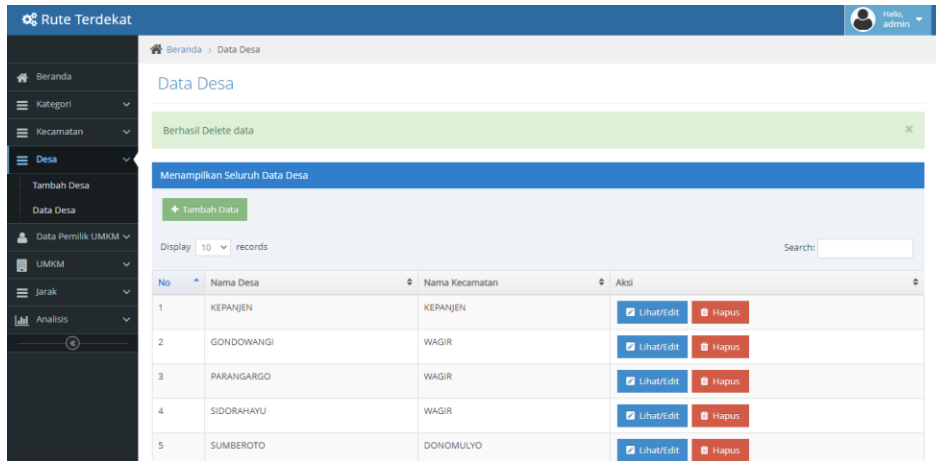 Rute Terdekat
Hallo,
admin
Beranda > Data Desa
Beranda
Kategori
Kecamatan
Desa
Tambah Desa
Data Desa
Data Pemilik UMKM
UMKM
Jarak
Analisis
Data Desa
Berhasil Delete data ×
Menampilkan Seluruh Data Desa
+ Tambah Data
Display 10 records Search:
No Nama Desa Nama Kecamatan Aksi
1 KEPANJEN KEPANJEN Lihat/Edit Hapus
2 GONDOWANGI WAGIR Lihat/Edit Hapus
3 PARANGARGO WAGIR Lihat/Edit Hapus
4 SIDORAHAYU WAGIR Lihat/Edit Hapus
5 SUMBEROTO DONOMULYO Lihat/Edit Hapus